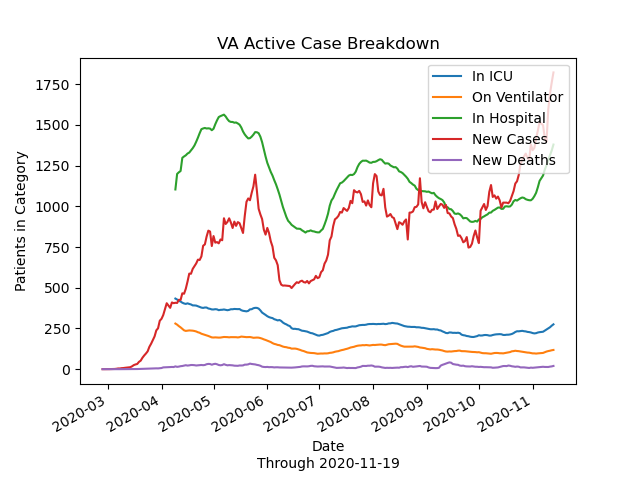 VA Active Case Breakdown
In ICU
On Ventilator
In Hospital
New Cases
New Deaths
Patients in Category
1750
1500
1250
1000
750
500
250
0
2020-03
2020-04
2020-05
2020-06
2020-07
2020-08
2020-09
2020-10
2020-11
Date
Through 2020-11-19